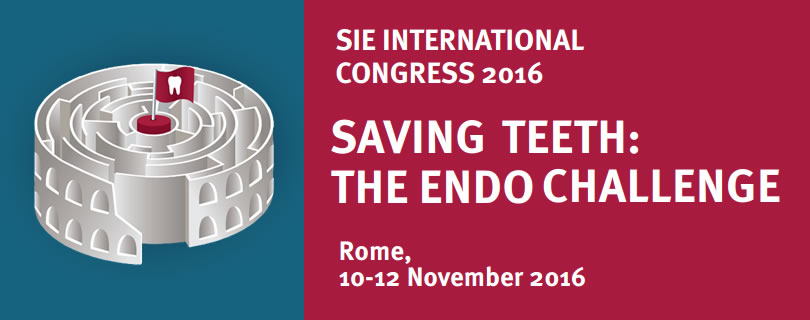 SIE INTERNATIONAL
CONGRESS 2016
SAVING TEETH:
THE ENDO CHALLENGE
Rome,
10-12 November 2016